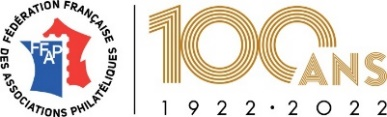 FÉDÉRATION FRANÇAISE
DES ASSOCIATIONS PHILATÉLIQUES
FFAP
100 ANS
1922 • 2022